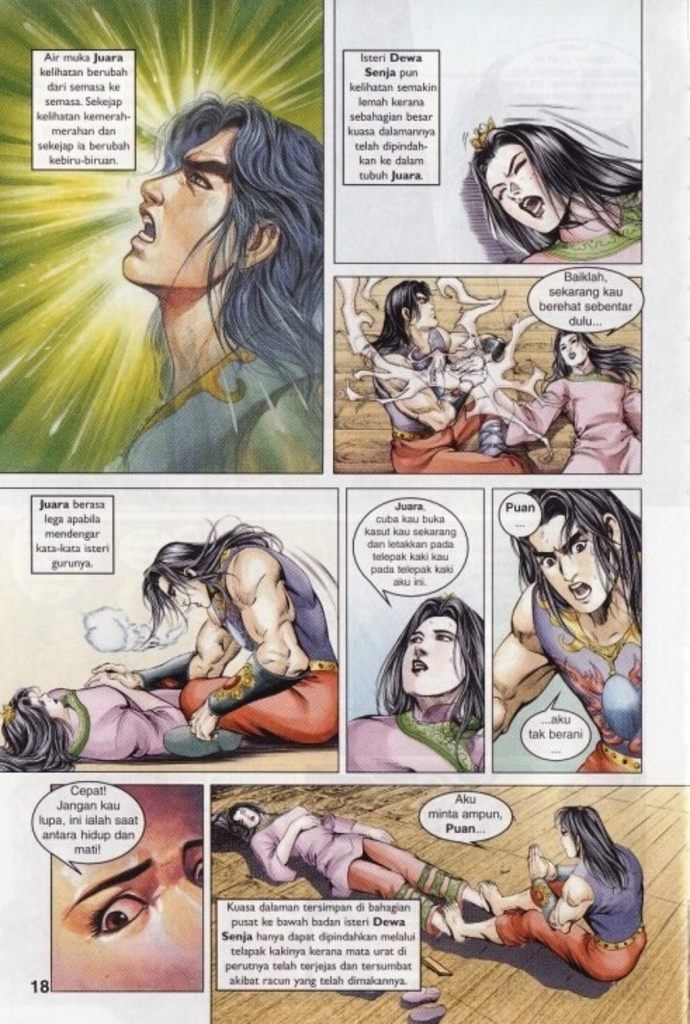 Air muka Juara
kelihatan berubah
dari semasa ke
semasa. Sekejap
kelihatan kemerah-
merahan dan
sekejap ia berubah
kebiru-biruan.
Isteri Dewa
Senja pun
kelihatan semakin
lemah kerana
sebahagian besar
kuasa dalamannya
telah dipindah-
kan ke dalam
tubuh Juara.
Baiklah,
sekarang kau
berehat sebentar
dulu...
Juara berasa
lega apabila
mendengar
kata-kata isteri
gurunya.
Juara,
cuba kau buka
kasut kau sekarang
dan letakkan pada
telepak kaki kau
pada telepak kaki
aku ini.
Puan
...
...aku
tak berani
...
Cepat!
Jangan kau
lupa, ini ialah saat
antara hidup dan
mati!
Aku
minta ampun,
Puan...
Kuasa dalaman tersimpan di bahagian
pusat ke bawah badan isteri Dewa
Senja hanya dapat dipindahkan melalui
telapak kakinya kerana mata urat di
perutnya telah terjejas dan tersumbat
akibat racun yang telah dimakannya.
18